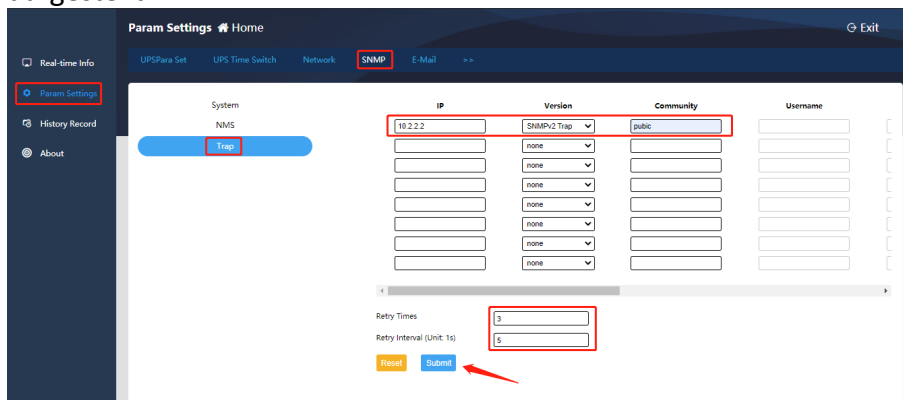 Param Settings Home
Exit
Real-time Info
Param Settings
History Record
About
UPSPara Set UPS Time Switch Network SNMP E-Mail >>
System
NMS
Trap
IP Version Community Username
10.2.2.2 SNMPv2 Trap pubic
none
none
none
none
none
none
none
Retry Times 3
Retry Interval (Unit: 1s) 5
Reset Submit